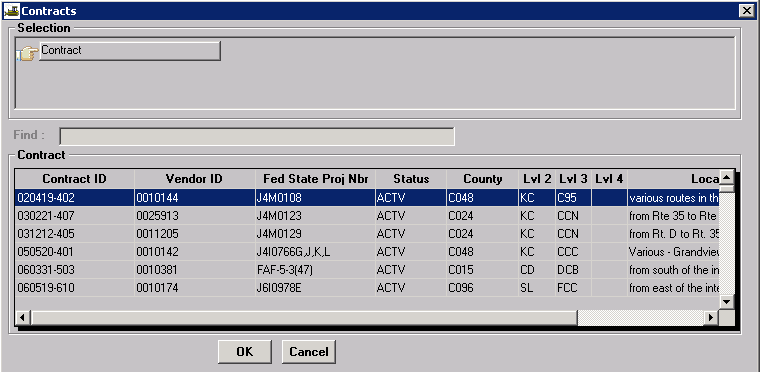 Contracts
Selection
Contract
Find :
Contract
Contract ID Vendor ID Fed State Proj Nbr Status County Lvl 2 Lvl 3 Lvl 4 Loca
020419-402 0010144 J4M0108 ACTV C048 KC C95 various routes in th
030221-407 0025913 J4M0123 ACTV C024 KC CCN from Rte 35 to Rte
031212-405 0011205 J4M0129 ACTV C024 KC CCN from Rt. D to Rt. 35
050520-401 0010142 J4I0766G,J,K,L ACTV C048 KC CCC Various - Grandview
060331-503 0010381 FAF-5-3(47) ACTV C015 CD DCB from south of the in
060519-610 0010174 J6I0978E ACTV C096 SL FCC from east of the inte
OK Cancel